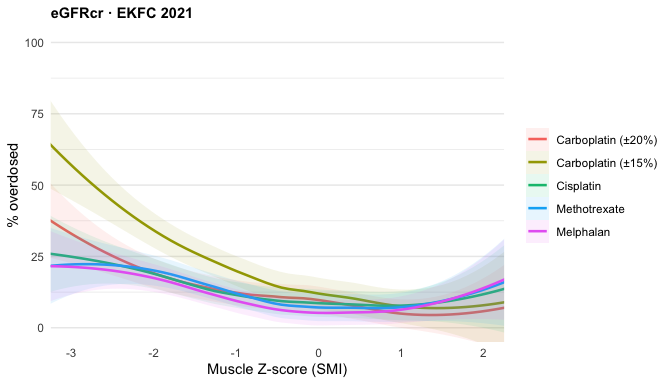 eGFRcr · EKFC 2021
100
75
50
25
0
% overdosed
-3 -2 -1 0 1 2
Muscle Z-score (SMI)
Carboplatin (±20%)
Carboplatin (±15%)
Cisplatin
Methotrexate
Melphalan